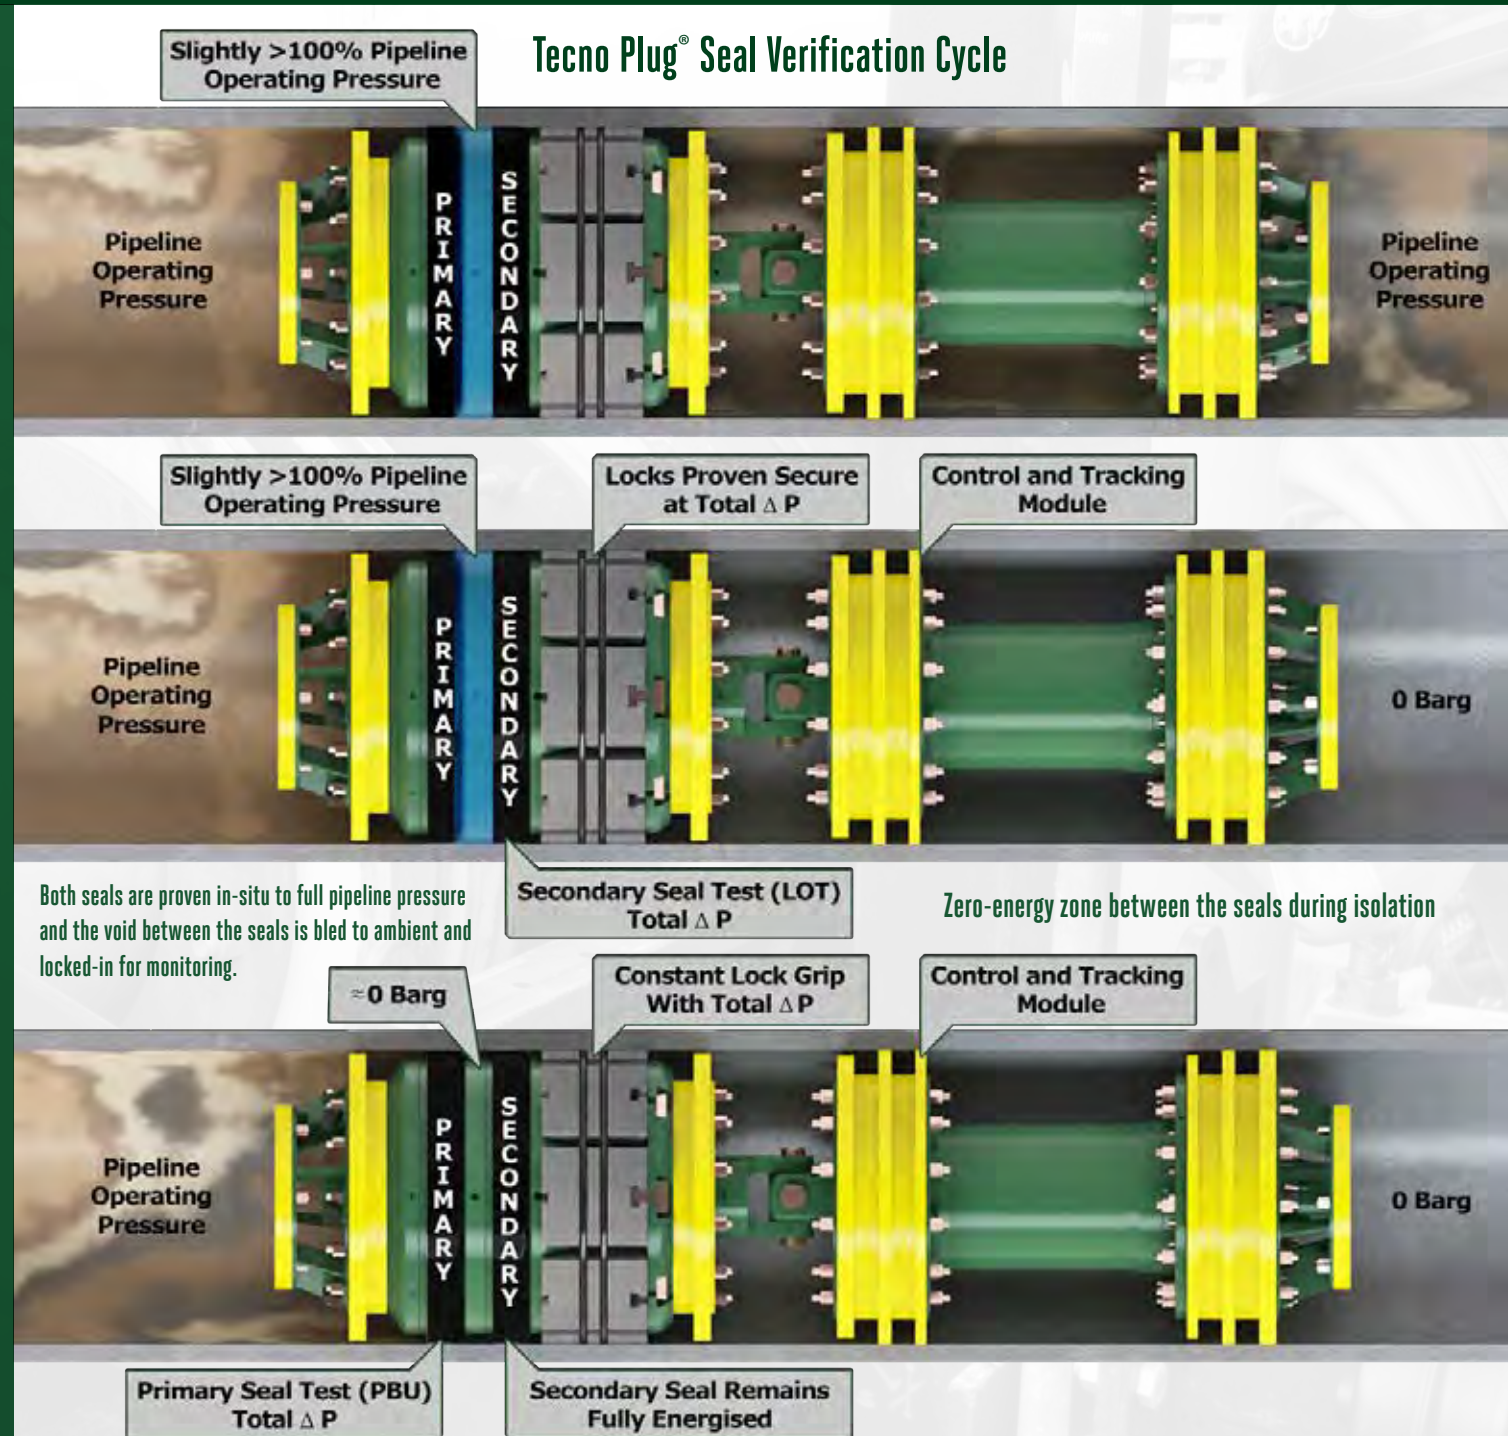 Tecno Plug® Seal Verification Cycle
Slightly >100% Pipeline
Operating Pressure
Pipeline
Operating
Pressure
PRIMARY
SECONDARY
Pipeline
Operating
Pressure
Slightly >100% Pipeline
Operating Pressure
Locks Proven Secure
at Total Δ P
Control and Tracking
Module
Pipeline
Operating
Pressure
PRIMARY
SECONDARY
0 Barg
Secondary Seal Test (LOT)
Total Δ P
Both seals are proven in-situ to full pipeline pressure
and the void between the seals is bled to ambient and
locked-in for monitoring.
Zero-energy zone between the seals during isolation
≈0 Barg
Constant Lock Grip
With Total Δ P
Control and Tracking
Module
Pipeline
Operating
Pressure
PRIMARY
SECONDARY
0 Barg
Primary Seal Test (PBU)
Total Δ P
Secondary Seal Remains
Fully Energised